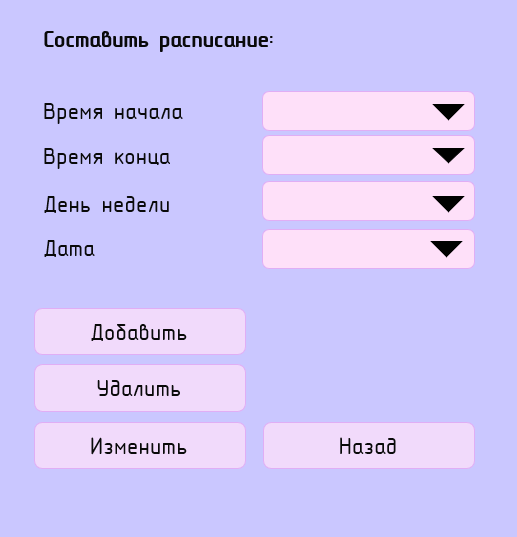 Составить расписание:
Время начала
Время конца
День недели
Дата
Добавить
Удалить
Изменить
Назад